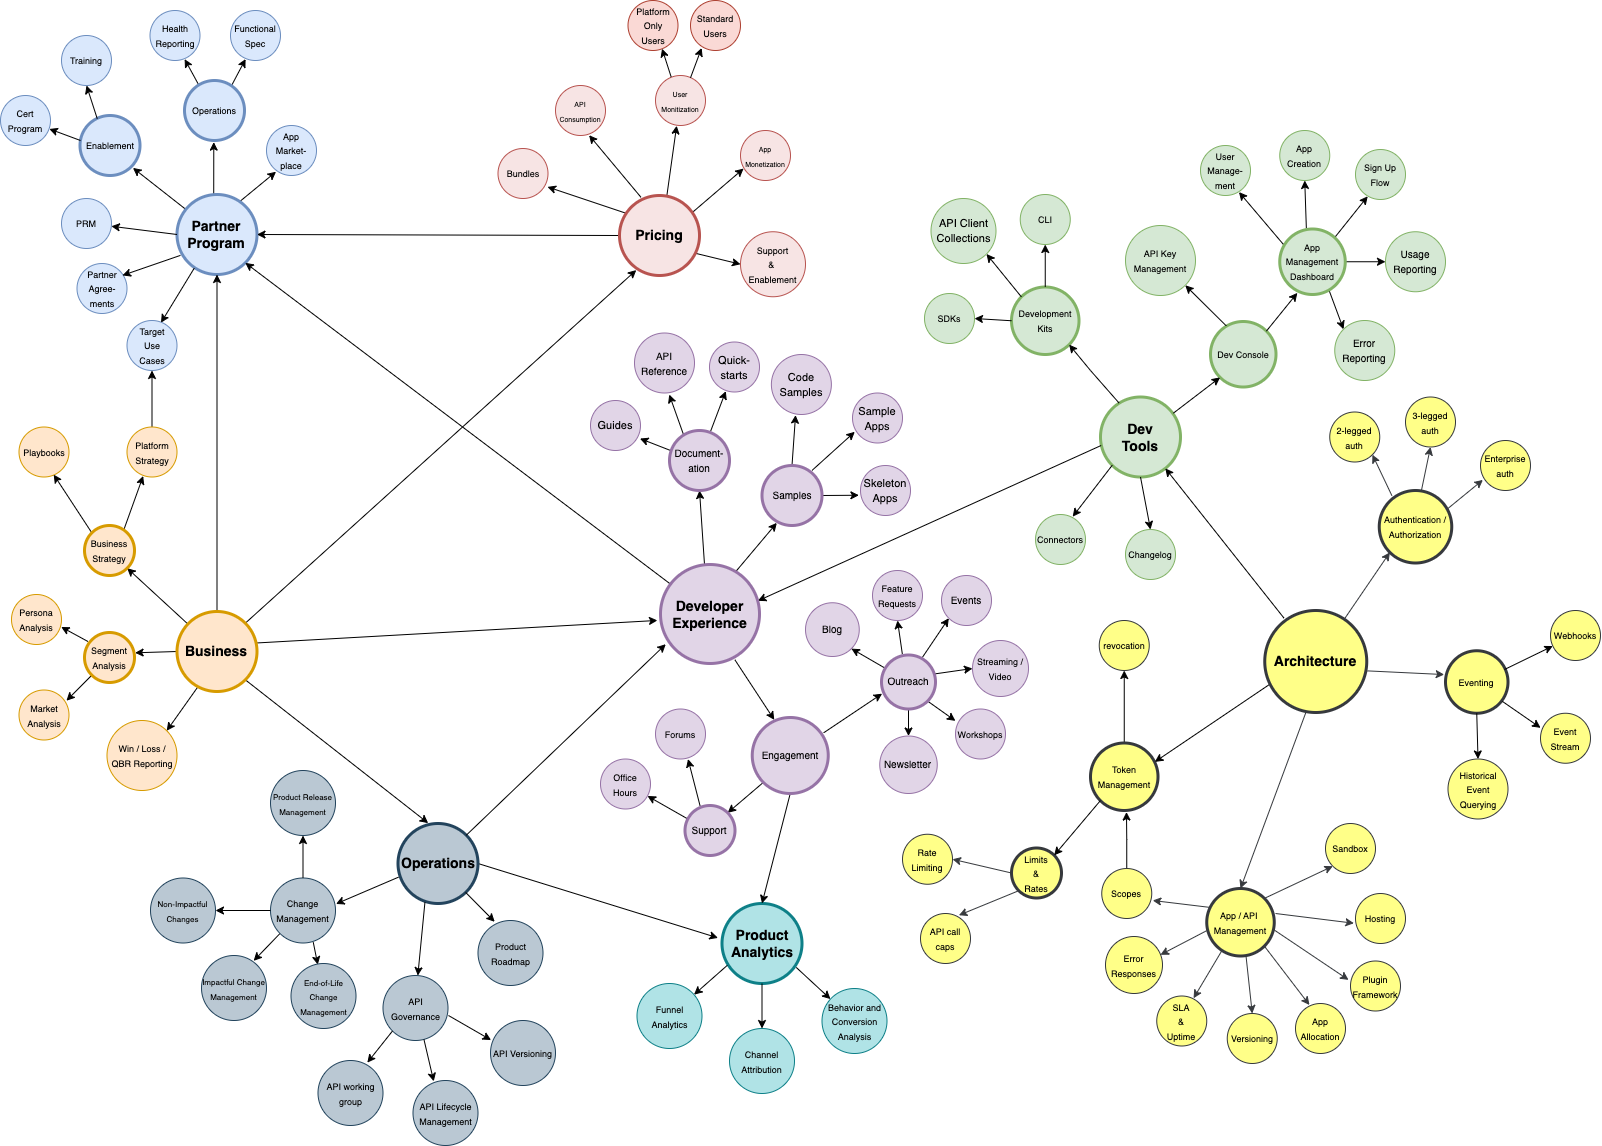 Health
Reporting
Functional
Spec
Training
Operations
Cert
Program
Enablement
App
Market-
place
PRM
Partner
Program
Partner
Agree-
ments
Target
Use
Cases
Platform
Only
Users
Standard
Users
User
Monitization
API
Consumption
App
Monetization
Bundles
Pricing
Support
&
Enablement
User
Manage-
ment
App
Creation
Sign Up
Flow
API Client
Collections
CLI
API Key
Management
App
Management
Dashboard
Usage
Reporting
SDKs
Development
Kits
Dev Console
Error
Reporting
Dev
Tools
Connectors
Changelog
API
Reference
Quick-
starts
Code
Samples
Guides
Document-
ation
Sample
Apps
Samples
Skeleton
Apps
Developer
Experience
Playbooks
Platform
Strategy
Business
Strategy
Persona
Analysis
Segment
Analysis
Business
Market
Analysis
Win / Loss /
QBR Reporting
2-legged
auth
3-legged
auth
Enterprise
auth
Authentication /
Authorization
Architecture
Webhooks
Eventing
Event
Stream
Historical
Event
Querying
revocation
Token
Management
Limits
&
Rates
Rate
Limiting
API call
caps
Scopes
App / API
Management
Sandbox
Hosting
Plugin
Framework
App
Allocation
Versioning
SLA
&
Uptime
Error
Responses
Feature
Requests
Events
Blog
Outreach
Streaming /
Video
Workshops
Newsletter
Engagement
Forums
Office
Hours
Support
Product Release
Management
Operations
Non-Impactful
Changes
Change
Management
Impactful Change
Management
End-of-Life
Change
Management
Product
Roadmap
API
Governance
API Versioning
API working
group
API Lifecycle
Management
Product
Analytics
Funnel
Analytics
Channel
Attribution
Behavior and
Conversion
Analysis